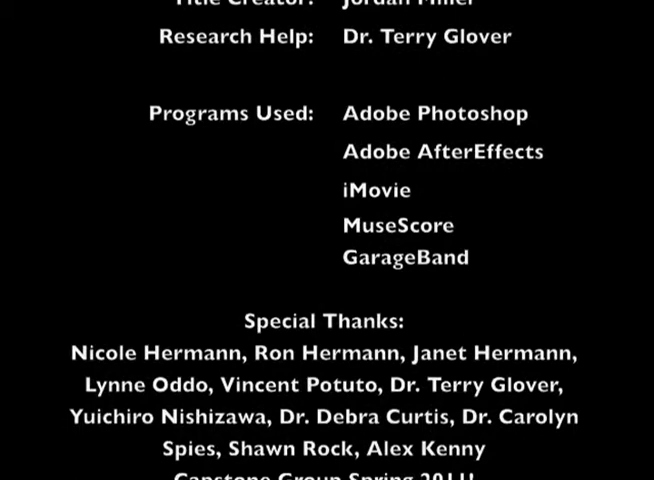 Title Creator: Jordan Miller
Research Help: Dr. Terry Glover
Programs Used: Adobe Photoshop
Adobe AfterEffects
iMovie
MuseScore
GarageBand
Special Thanks:
Nicole Hermann, Ron Hermann, Janet Hermann,
Lynne Oddo, Vincent Potuto, Dr. Terry Glover,
Yuichiro Nishizawa, Dr. Debra Curtis, Dr. Carolyn
Spies, Shawn Rock, Alex Kenny
Capstone Group Spring 2011!